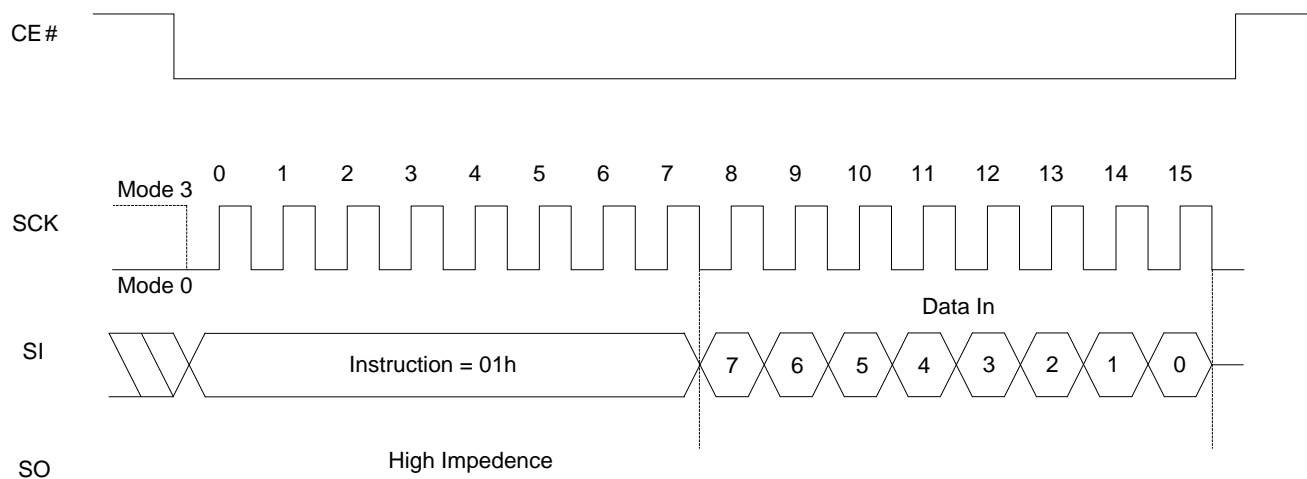 CE#
0 1 2 3 4 5 6 7 8 9 10 11 12 13 14 15
Mode 3
SCK
Mode 0
Data In
SI
Instruction = 01h
7 6 5 4 3 2 1 0
High Impedence
SO